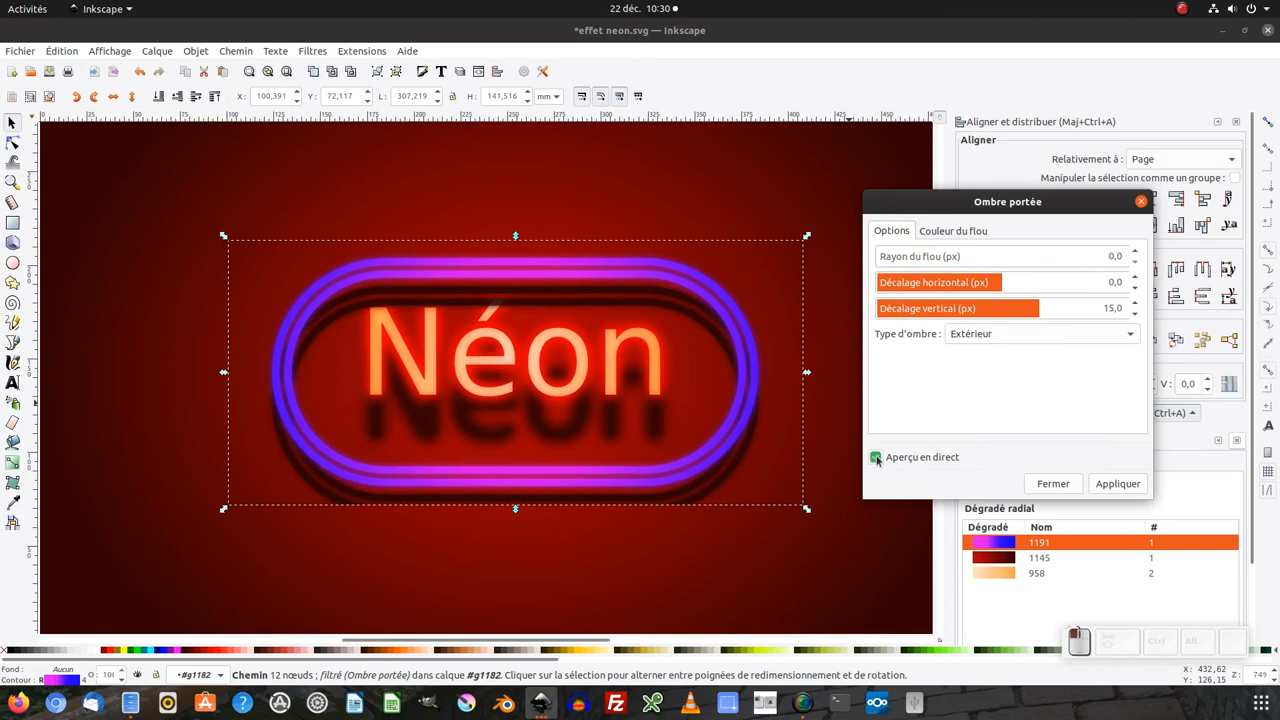 Activités
Inkscape
22 déc. 10:30
*effet neon.svg — Inkscape
Fichier Édition Affichage Calque Objet Chemin Texte Filtres Extensions Aide
X : 100,391 Y : 72,117 L : 307,219 H : 141,516 mm
Aligner et distribuer (Maj+Ctrl+A)
Aligner
Relativement à : Page
Manipuler la sélection comme un groupe :
Ombre portée
Options Couleur du flou
Rayon du flou (px) 0,0
Décalage horizontal (px) 0,0
Décalage vertical (px) 15,0
Type d'ombre : Extérieur
Aperçu en direct
Fermer Appliquer
Néon
V : 0,0
Ctrl+A)
Dégradé radial
Dégradé Nom #
1191 1
1145 1
958 2
Ctrl Alt
Fond : Aucun
Contour :
O :
#g1182
Chemin 12 nœuds ; filtré (Ombre portée) dans calque #g1182. Cliquer sur la sélection pour alterner entre poignées de redimensionnement et de rotation.
X : 432,62
Y : 126,15
Z : 74%